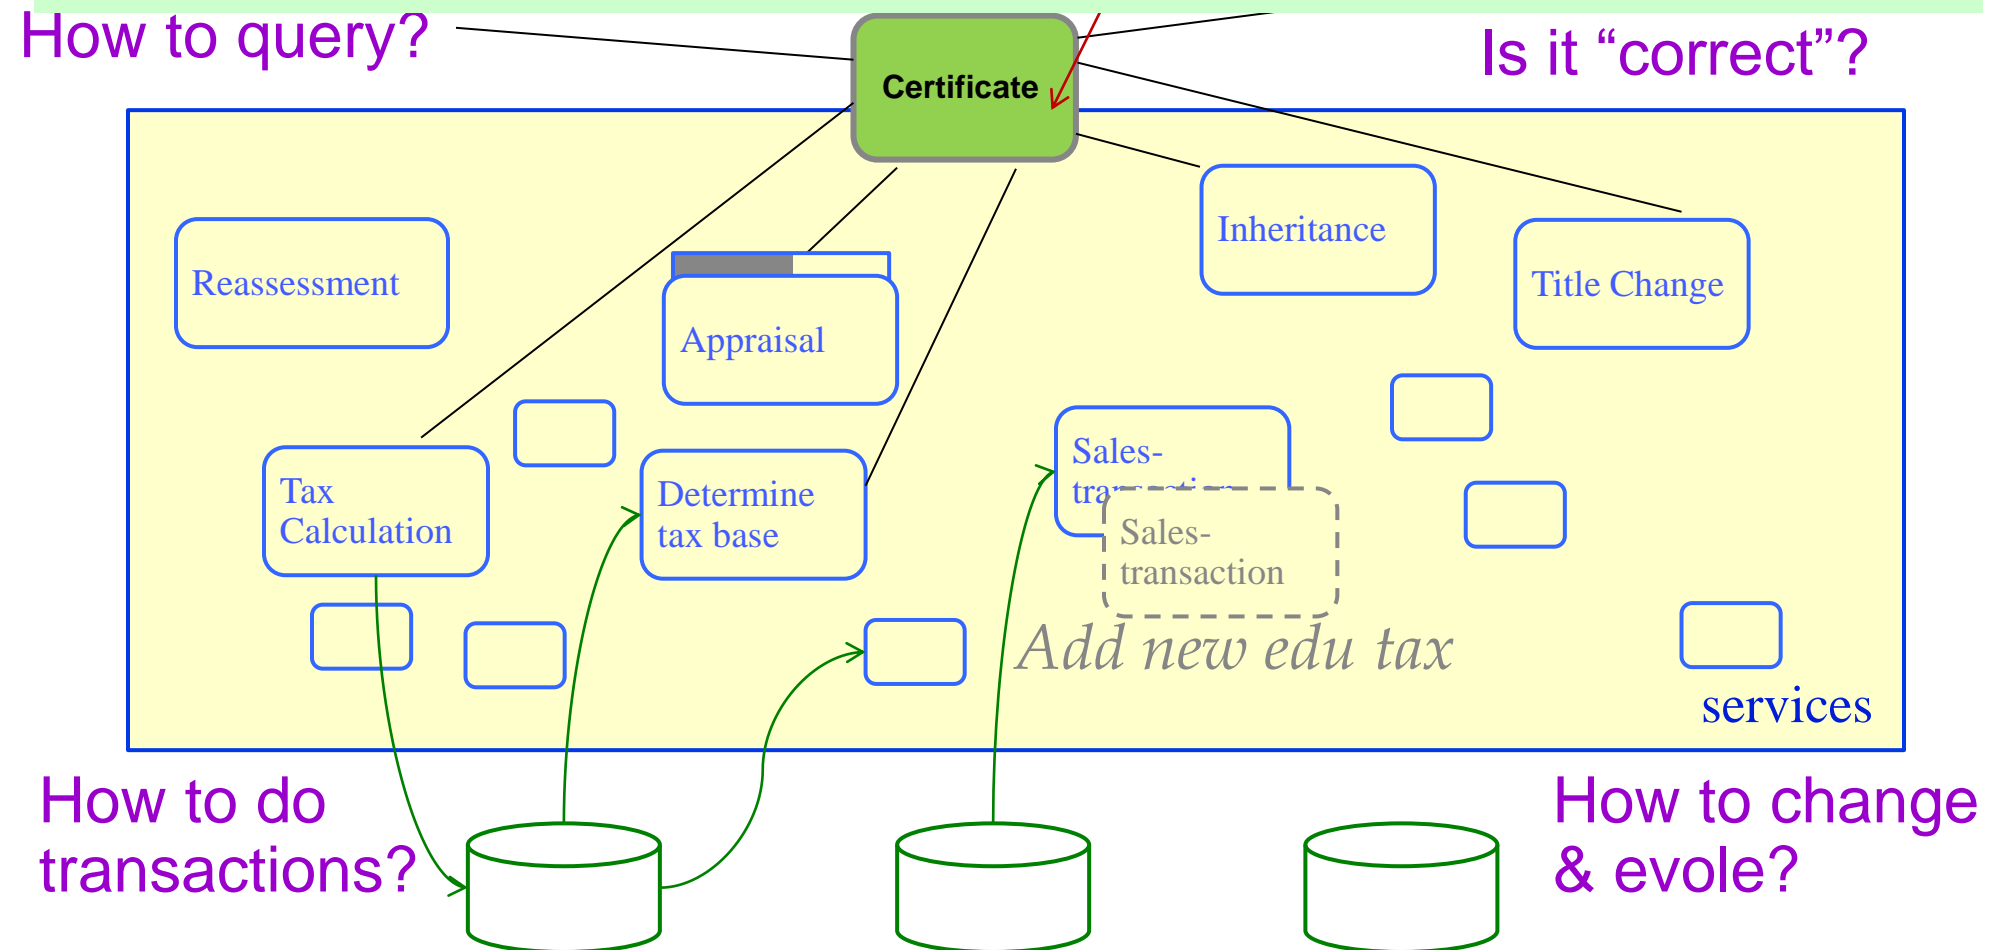 How to query?
Is it “correct”?
Certificate
Inheritance
Reassessment
Title Change
Appraisal
Sales-
transaction
Tax
Calculation
Determine
tax base
Sales-
transaction
Add new edu tax
services
How to do
transactions?
How to change
& evole?